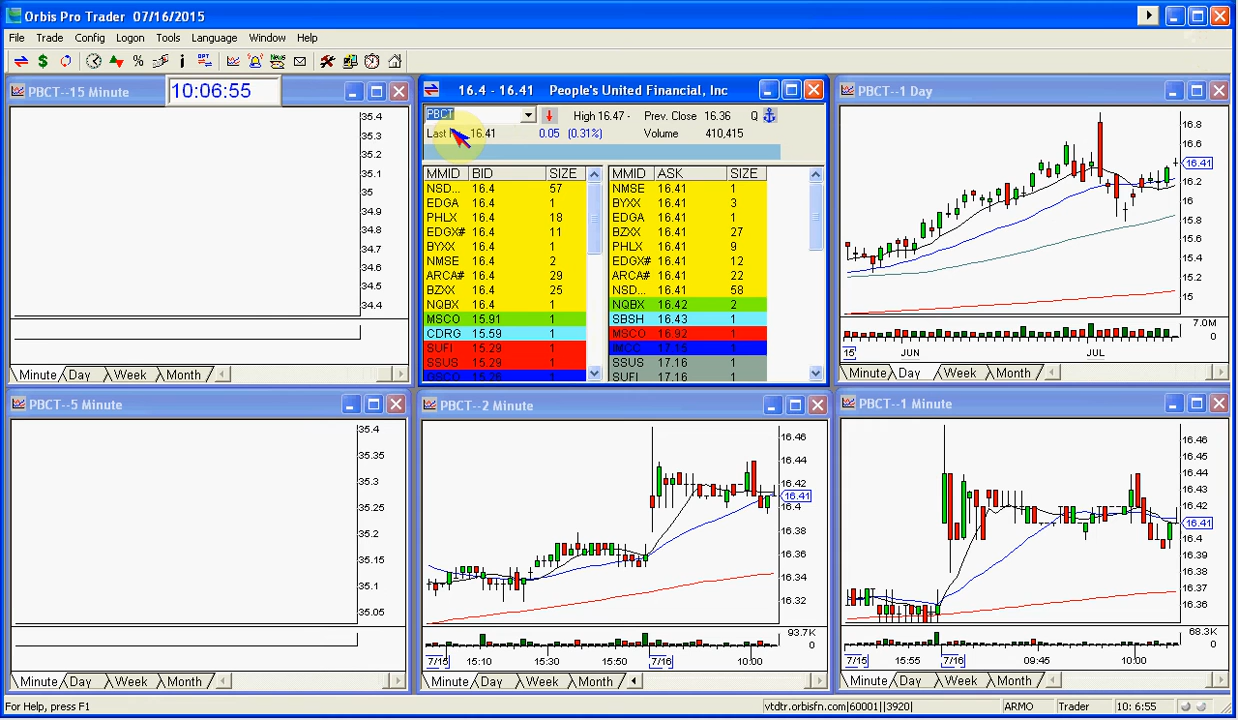 Orbis Pro Trader 07/16/2015
File Trade Config Logon Tools Language Window Help
PBCT--15 Minute
10:06:55
35.4
35.3
35.2
35.1
35
34.9
34.8
34.7
34.6
34.5
34.4
Minute Day Week Month
16.4 - 16.41 People's United Financial, Inc
PBCT High 16.47 - Prev. Close 16.36 Q
16.41 0.05 (0.31%) Volume 410,415
MMID BID SIZE MMID ASK SIZE
NSD... 16.4 57 NMSE 16.41 1
EDGA 16.4 1 BYXX 16.41 3
PHLX 16.4 18 EDGA 16.41 1
EDGX# 16.4 11 BZXX 16.41 27
BYXX 16.4 1 PHLX 16.41 9
NMSE 16.4 2 EDGX# 16.41 12
ARCA# 16.4 29 ARCA# 16.41 22
BZXX 16.4 25 NSD... 16.41 58
NQBX 16.4 1 NQBX 16.42 2
MSCO 15.91 1 SBSH 16.43 1
CDRG 15.59 1 MSCO 16.92 1
SUFI 15.29 1 17.15 1
SSUS 15.29 1 SSUS 17.16 1
SUFI 17.16 1
PBCT--1 Day
16.8
16.6
16.41
16.2
16
15.8
15.6
15.4
15.2
15
7.0M
0
15 JUN JUL
Minute Day Week Month
PBCT--5 Minute
35.4
35.35
35.3
35.25
35.2
35.15
35.1
35.05
Minute Day Week Month
PBCT--2 Minute
16.46
16.44
16.42
16.41
16.4
16.38
16.36
16.34
16.32
93.7K
0
7/15 15:10 15:30 15:50 7/16 10:00
Minute Day Week Month
PBCT--1 Minute
16.46
16.45
16.44
16.43
16.42
16.41
16.4
16.39
16.38
16.37
16.36
68.3K
0
7/15 15:55 7/16 09:45 10:00
Minute Day Week Month
For Help, press F1 vtdtr.orbisfn.com|60001||3920| ARMO Trader 10: 6:55